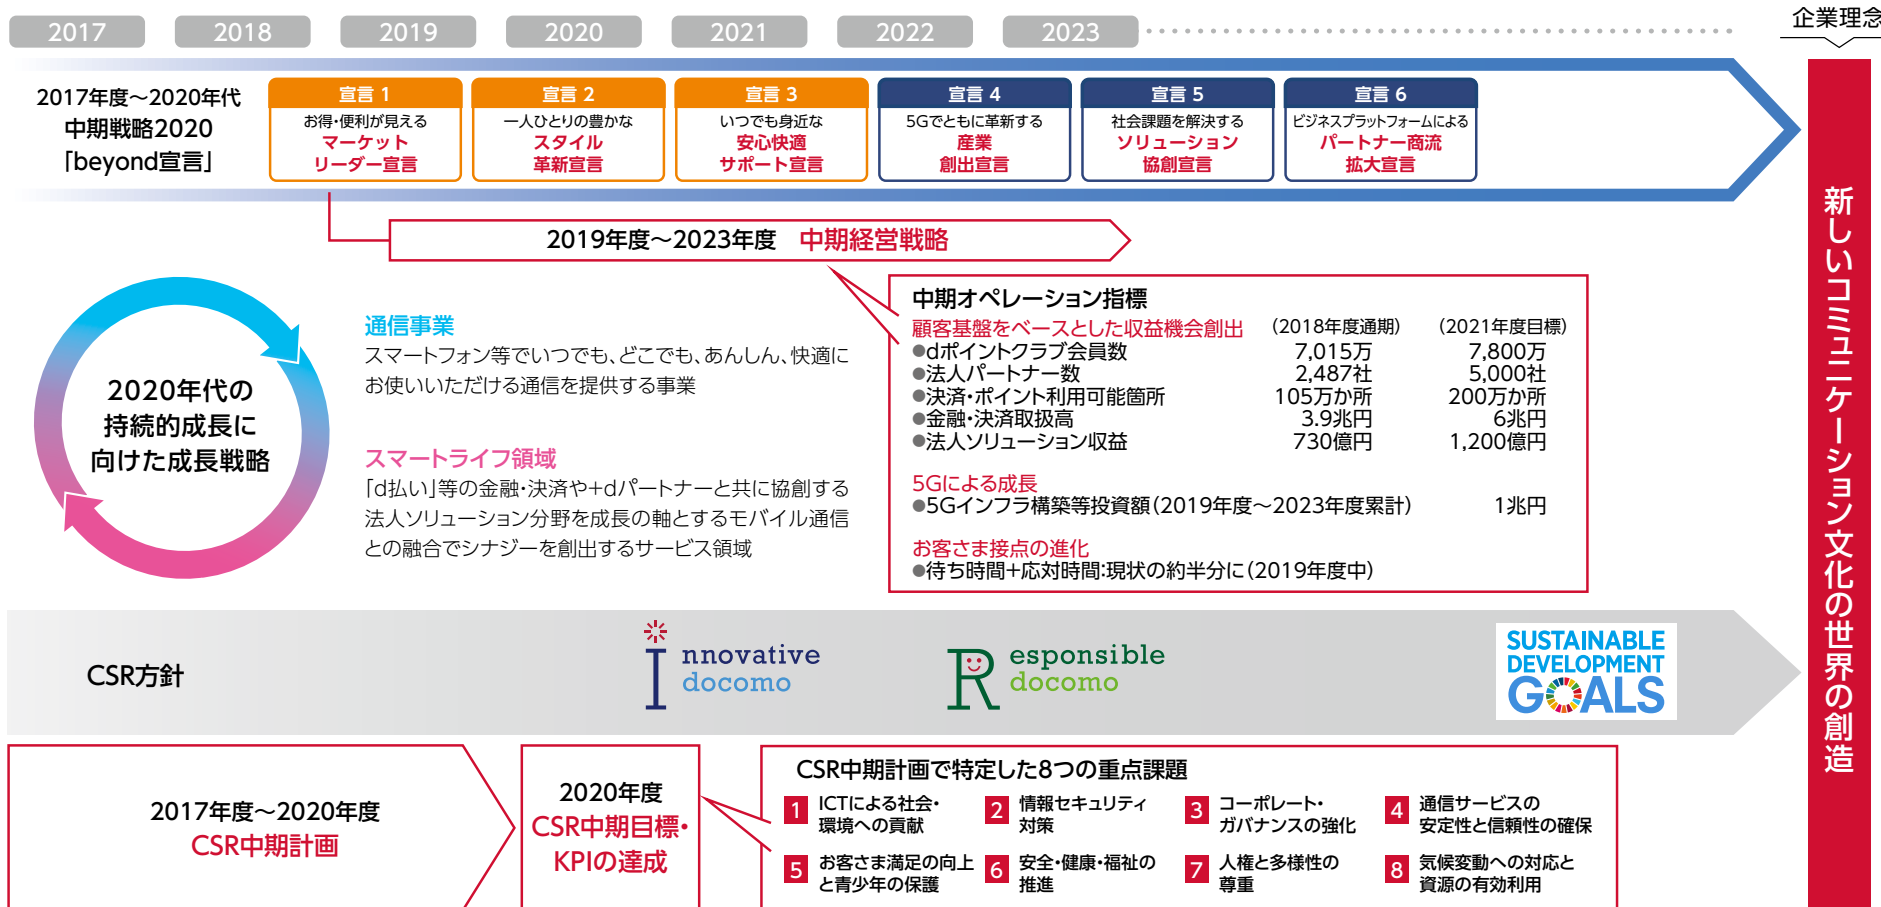 2017 2018 2019 2020 2021 2022 2023
企業理念
2017年度～2020年代
中期戦略2020
「beyond宣言」
宣言 1
お得・便利が見える
マーケット
リーダー宣言
宣言 2
一人ひとりの豊かな
スタイル
革新宣言
宣言 3
いつでも身近な
安心快適
サポート宣言
宣言 4
5Gでともに革新する
産業
創出宣言
宣言 5
社会課題を解決する
ソリューション
協創宣言
宣言 6
ビジネスプラットフォームによる
パートナー商流
拡大宣言
2019年度～2023年度 中期経営戦略
2020年代の
持続的成長に
向けた成長戦略
通信事業
スマートフォン等でいつでも、どこでも、あんしん、快適に
お使いいただける通信を提供する事業
スマートライフ領域
「d払い」等の金融・決済や+dパートナーと共に協創する
法人ソリューション分野を成長の軸とするモバイル通信
との融合でシナジーを創出するサービス領域
中期オペレーション指標
顧客基盤をベースとした収益機会創出 （2018年度通期） （2021年度目標）
●dポイントクラブ会員数 7,015万 7,800万
●法人パートナー数 2,487社 5,000社
●決済・ポイント利用可能箇所 105万か所 200万か所
●金融・決済取扱高 3.9兆円 6兆円
●法人ソリューション収益 730億円 1,200億円
5Gによる成長
●5Gインフラ構築等投資額（2019年度～2023年度累計） 1兆円
お客さま接点の進化
●待ち時間+応対時間:現状の約半分に（2019年度中）
新しいコミュニケーション文化の世界の創造
CSR方針
Innovative
docomo
Responsible
docomo
SUSTAINABLE
DEVELOPMENT
GOALS
2017年度～2020年度
CSR中期計画
2020年度
CSR中期目標・
KPIの達成
CSR中期計画で特定した8つの重点課題
1 ICTによる社会・
環境への貢献
2 情報セキュリティ
対策
3 コーポレート・
ガバナンスの強化
4 通信サービスの
安定性と信頼性の確保
5 お客さま満足の向上
と青少年の保護
6 安全・健康・福祉の
推進
7 人権と多様性の
尊重
8 気候変動への対応と
資源の有効利用